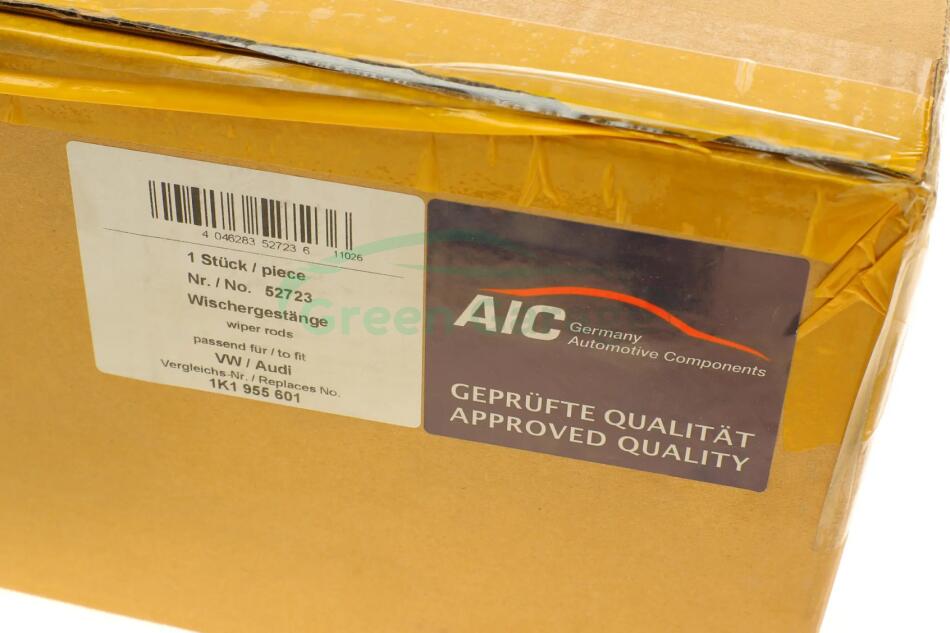 4 046283 52723 6
11026
1 Stück / piece
Nr. / No. 52723
Wischergestänge
wiper rods
passend für / to fit
VW / Audi
Vergleichs-Nr. / Replaces No.
1K1 955 601
AIC
Germany
Automotive Components
GEPRÜFTE QUALITÄT
APPROVED QUALITY
Green